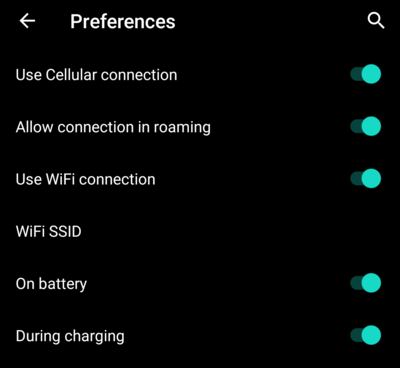 Preferences
Use Cellular connection
Allow connection in roaming
Use WiFi connection
WiFi SSID
On battery
During charging